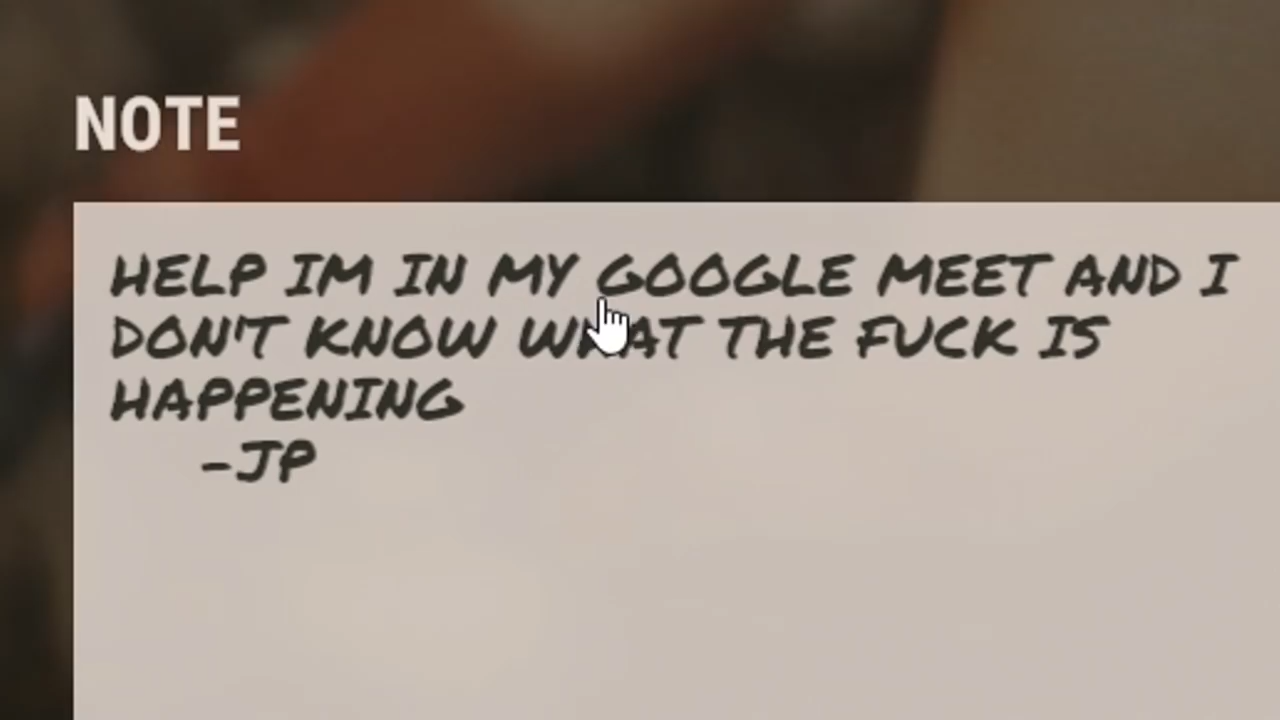 NOTE
HELP IM IN MY GOOGLE MEET AND I
DON'T KNOW WHAT THE FUCK IS
HAPPENING
-JP